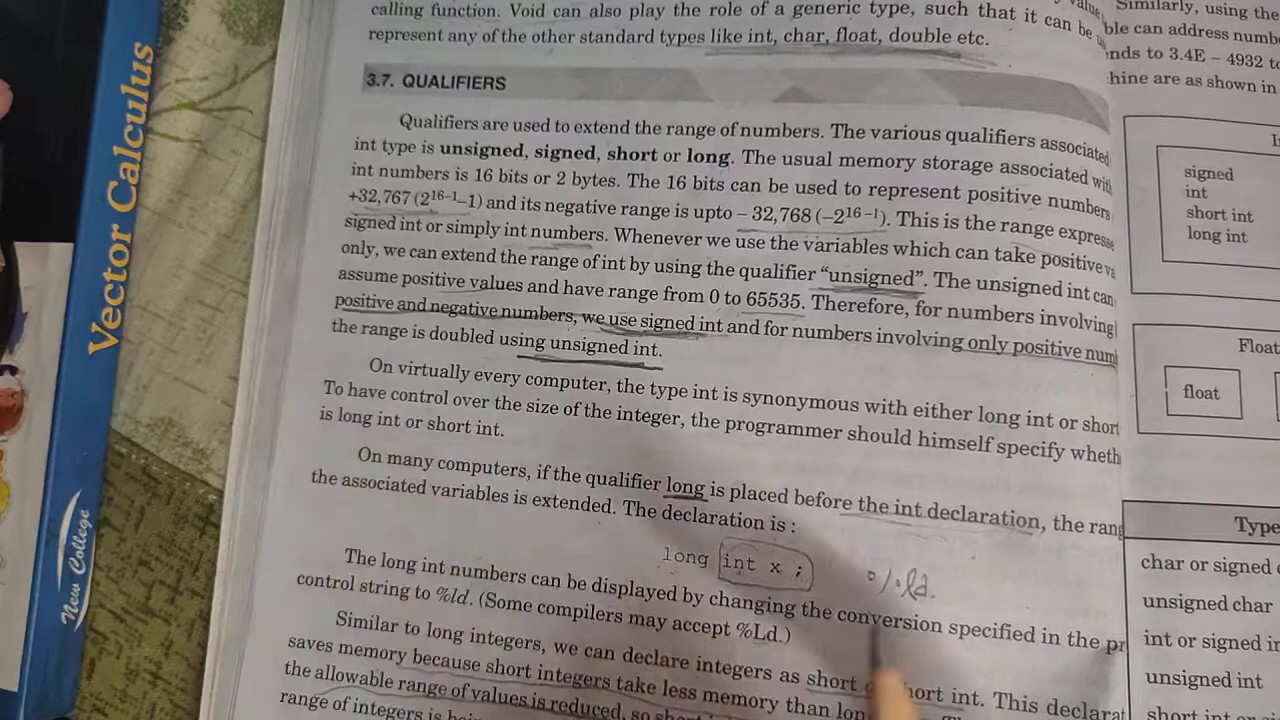 calling function. Void can also play the role of a generic type, such that it can be
represent any of the other standard types like int, char, float, double etc.
3.7. QUALIFIERS
Qualifiers are used to extend the range of numbers. The various qualifiers associated
int type is unsigned, signed, short or long. The usual memory storage associated with
int numbers is 16 bits or 2 bytes. The 16 bits can be used to represent positive numbers
+32,767 (2^16–1–1) and its negative range is upto – 32,768 (–2^16 –1). This is the range expresse
signed int or simply int numbers. Whenever we use the variables which can take positive va
only, we can extend the range of int by using the qualifier “unsigned”. The unsigned int can
assume positive values and have range from 0 to 65535. Therefore, for numbers involving
positive and negative numbers, we use signed int and for numbers involving only positive num
the range is doubled using unsigned int.
On virtually every computer, the type int is synonymous with either long int or short
To have control over the size of the integer, the programmer should himself specify wheth
is long int or short int.
On many computers, if the qualifier long is placed before the int declaration, the rang
the associated variables is extended. The declaration is :
long int x ;
%ld.
The long int numbers can be displayed by changing the conversion specified in the pr
control string to %ld. (Some compilers may accept %Ld.)
Similar to long integers, we can declare integers as short hort int. This declarat
saves memory because short integers take less memory than lon
the allowable range of values is reduced, so
range of integers is
value
Similarly, using the
ble can address numb
nds to 3.4E – 4932 to
hine are as shown in
signed
int
short int
long int
Float
float
Type
char or signed
unsigned char
int or signed in
unsigned int
short int
Vector Calculus
New College